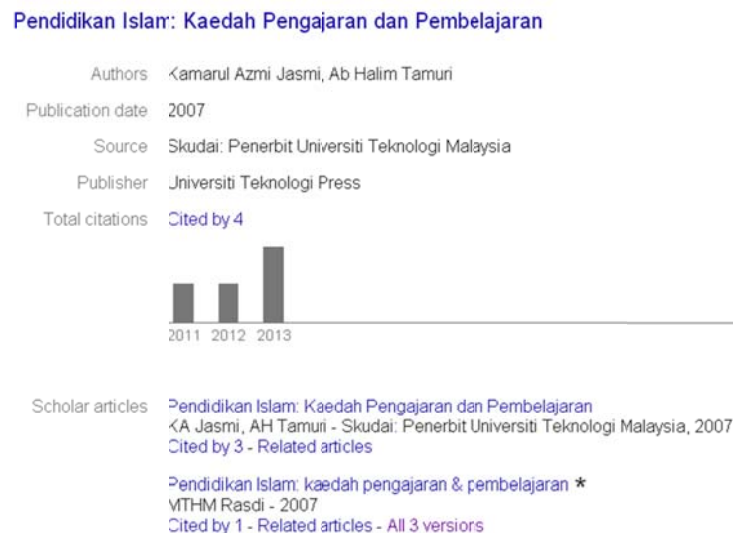 Pendidikan Islam: Kaedah Pengajaran dan Pembelajaran
Authors Kamarul Azmi Jasmi, Ab Halim Tamuri
Publication date 2007
Source Skudai: Penerbit Universiti Teknologi Malaysia
Publisher Universiti Teknologi Press
Total citations Cited by 4
2011 2012 2013
Scholar articles Pendidikan Islam: Kaedah Pengajaran dan Pembelajaran
KA Jasmi, AH Tamuri - Skudai: Penerbit Universiti Teknologi Malaysia, 2007
Cited by 3 - Related articles
Pendidikan Islam: kaedah pengajaran & pembelajaran *
MTHM Rasdi - 2007
Cited by 1 - Related articles - All 3 versions